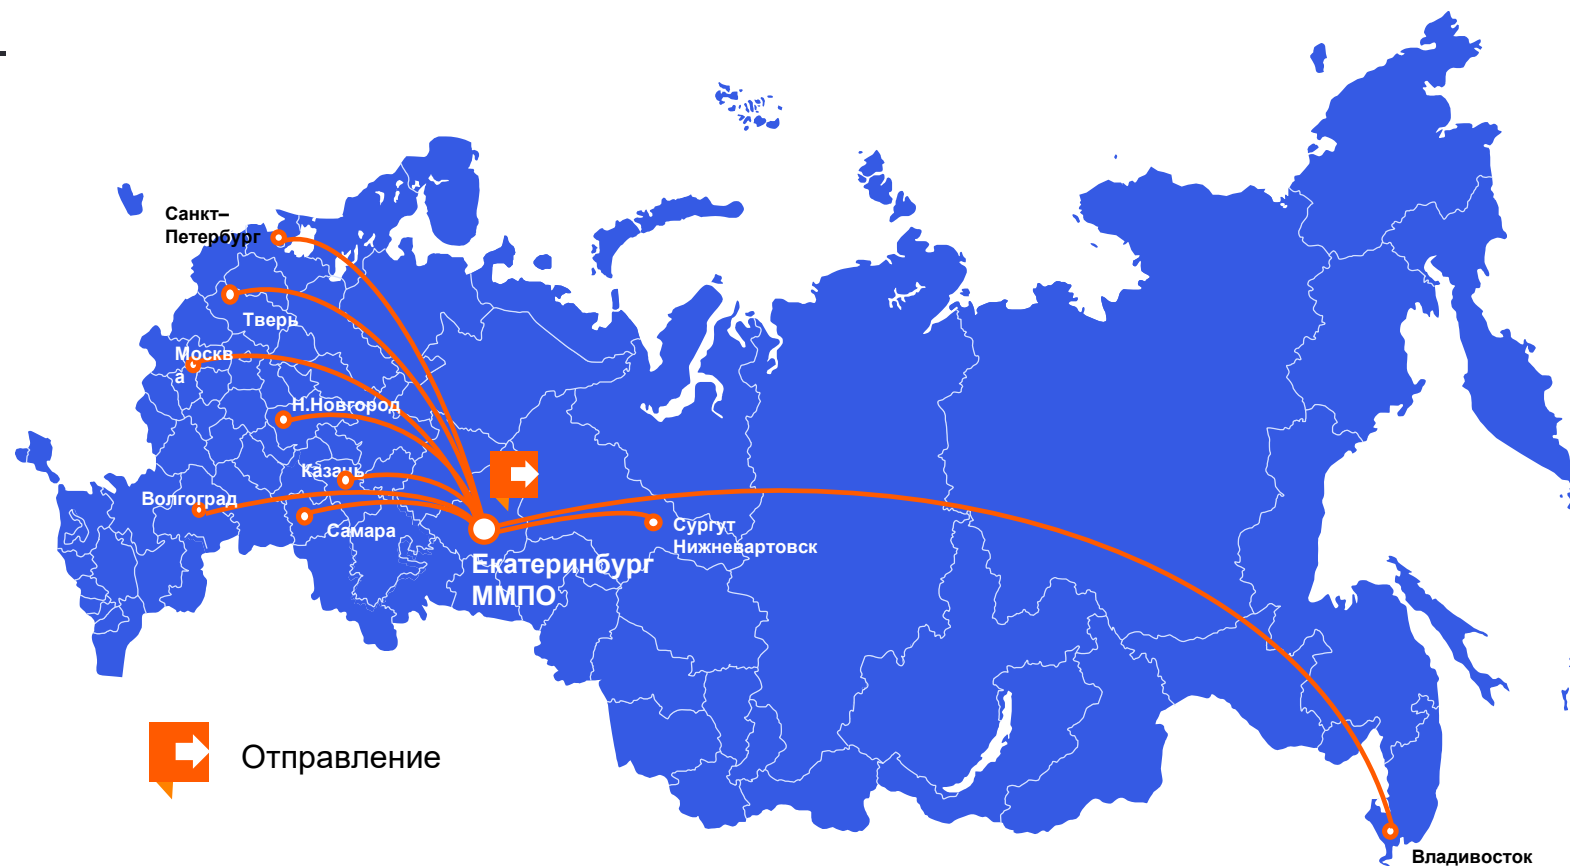 Санкт–
Петербург
Тверь
Москв
а
Н.Новгород
Казань
Волгоград
Самара
Сургут
Нижневартовск
Екатеринбург
ММПО
Отправление
Владивосток